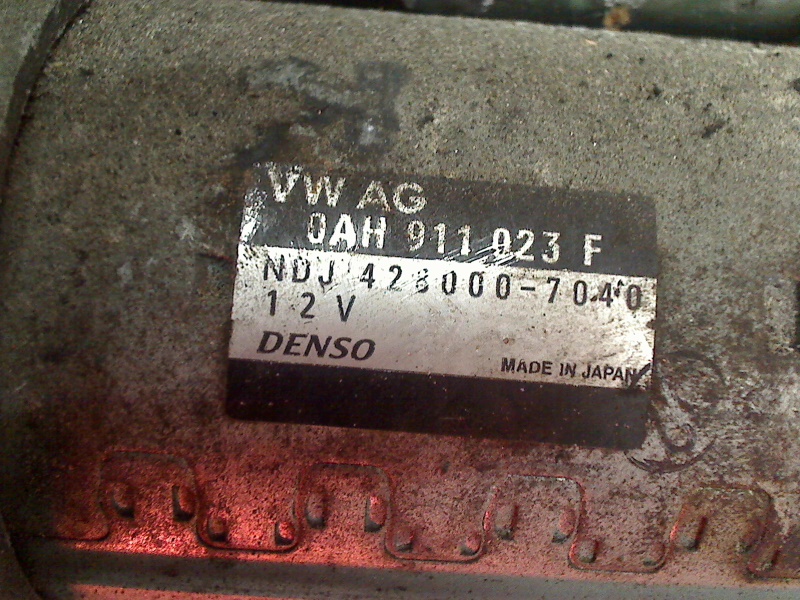 VW AG
0AH 911 023 F
NDJ 428000-7040
12V
DENSO
MADE IN JAPAN